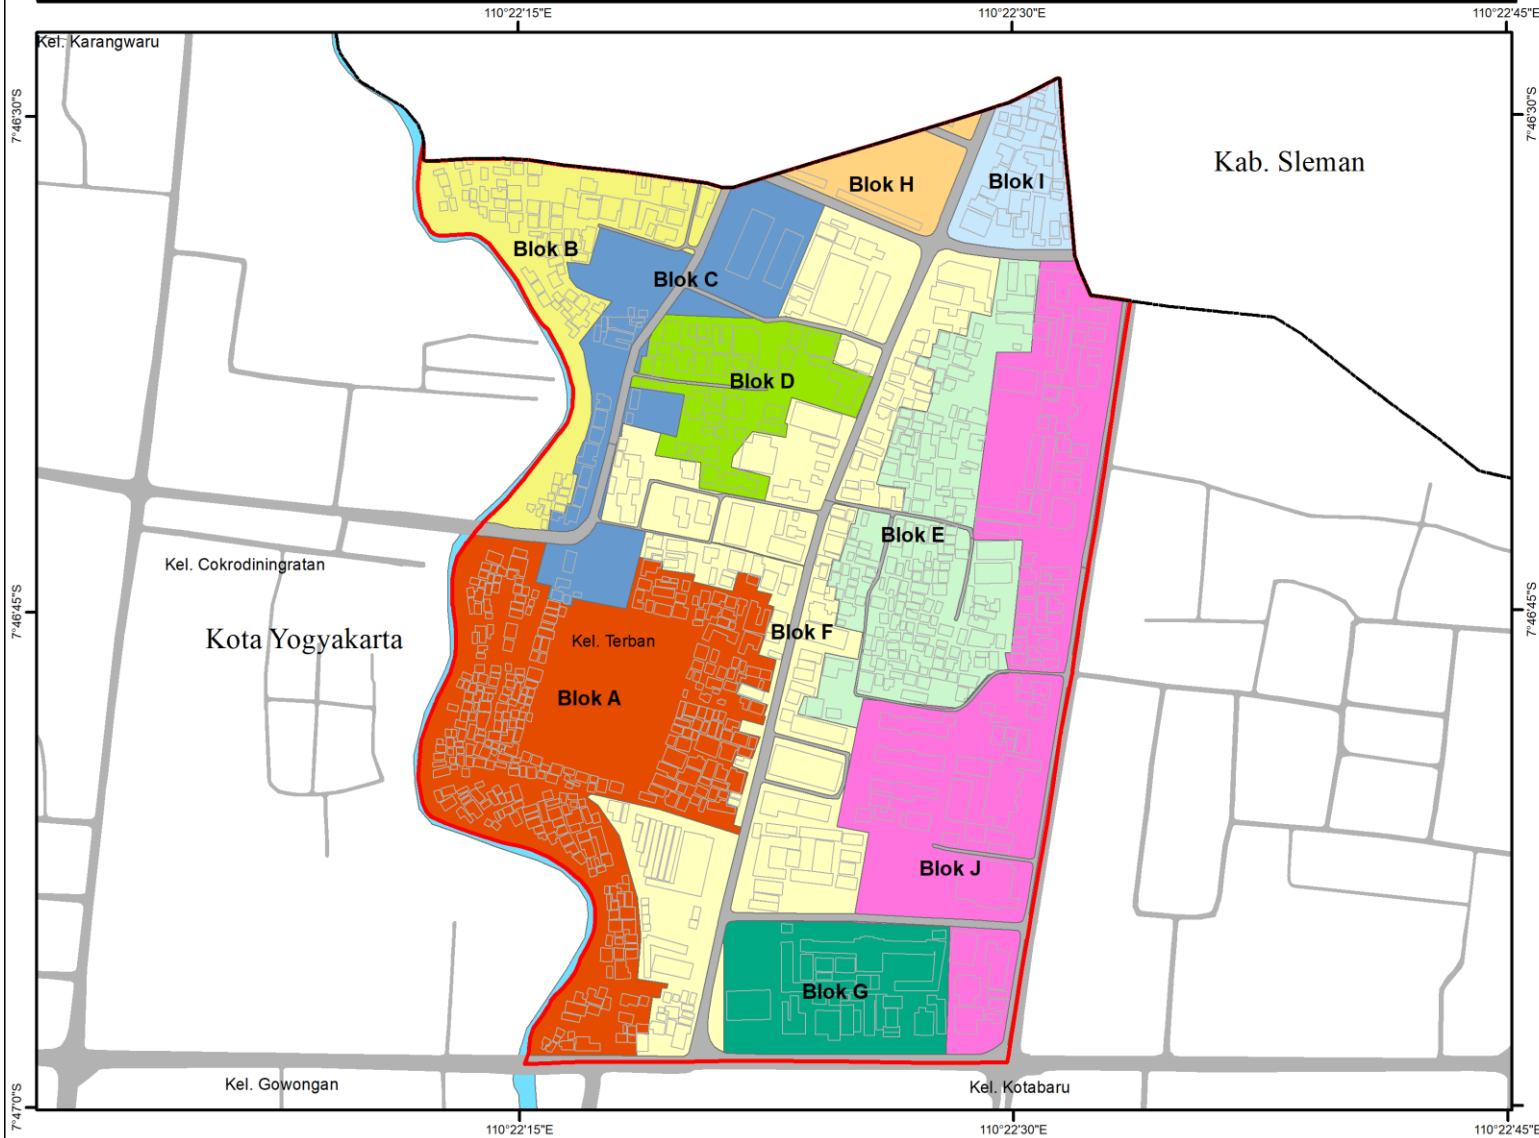 110°22'15"E
110°22'30"E
110°22'45"E
Kel. Karangwaru
7°46'30"S
7°46'30"S
Kab. Sleman
Blok H
Blok I
Blok B
Blok C
Blok D
Blok E
Kel. Cokrodiningratan
7°46'45"S
7°46'45"S
Kota Yogyakarta
Kel. Terban
Blok F
Blok A
Blok J
Blok G
Kel. Gowongan
Kel. Kotabaru
7°47'0"S
110°22'15"E
110°22'30"E
110°22'45"E